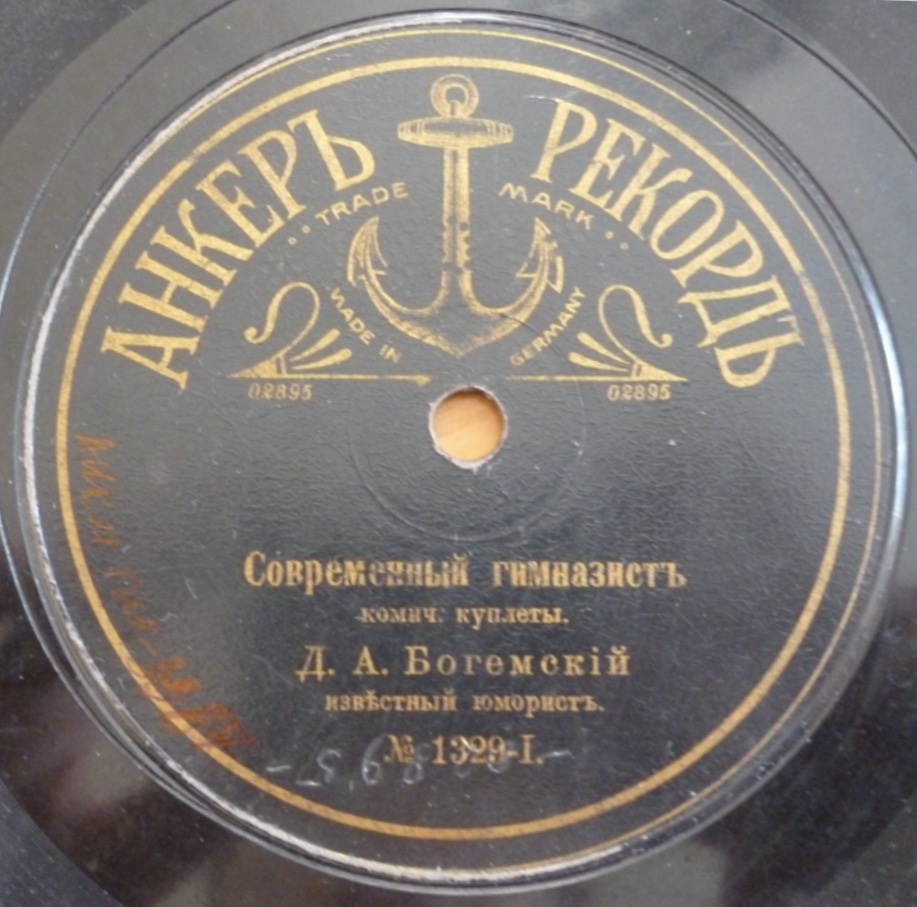 АНКЕРЪ РЕКОРДЪ
TRADE MARK
MADE IN GERMANY
02895 02895
Современный гимназистъ
комич. куплеты.
Д. А. Богемскій
извѣстный юмористъ.
№ 1329-I.